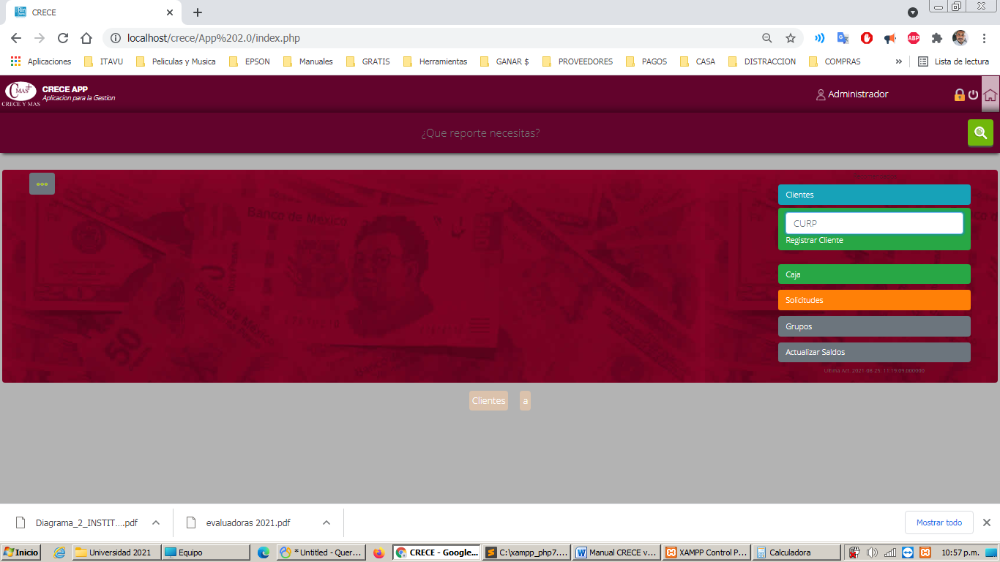 CRECE
localhost/crece/App%202.0/index.php
Aplicaciones ITAVU Peliculas y Musica EPSON Manuales GRATIS Herramientas GANAR $ PROVEEDORES PAGOS CASA DISTRACCION COMPRAS » Lista de lectura
CMAS+
CRECE Y MAS
CRECE APP
Aplicacion para la Gestion
Administrador
¿Que reporte necesitas?
Banco de Mexico
50
Clientes
CURP
Registrar Cliente
Caja
Solicitudes
Grupos
Actualizar Saldos
Ultima Act. 2021-08-25: 11:19:09.000000
Clientes a
Diagrama_2_INSTIT....pdf evaluadoras 2021.pdf Mostrar todo
Inicio Universidad 2021 Equipo * Untitled - Quer... CRECE - Google... C:\xampp_php7.... Manual CRECE v... XAMPP Control P... Calculadora 10:57 p.m.